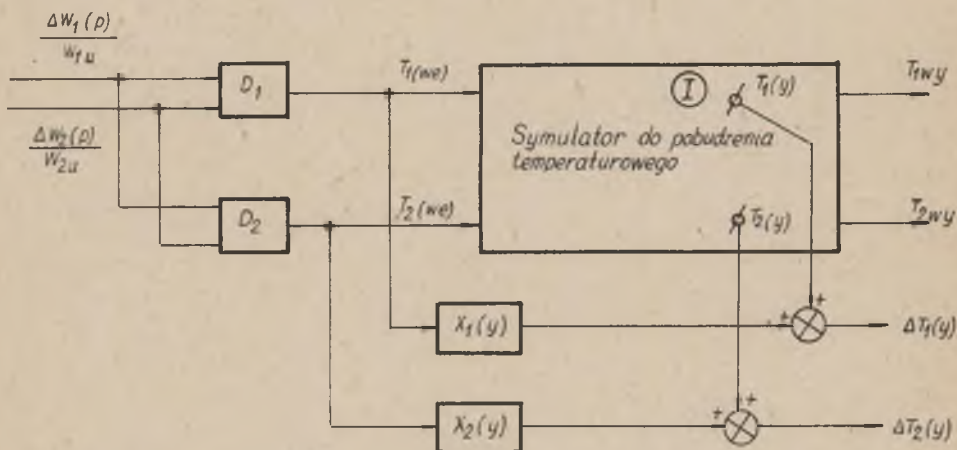 ΔW₁(p)
W₁u
D₁
T₁(we)
I
T₁(y)
T₁wy
Symulator do pobudzenia
temperaturowego
ΔW₂(p)
W₂u
D₂
T₂(we)
T₂(y)
T₂wy
X₁(y)
+
+
ΔT₁(y)
X₂(y)
+
+
ΔT₂(y)